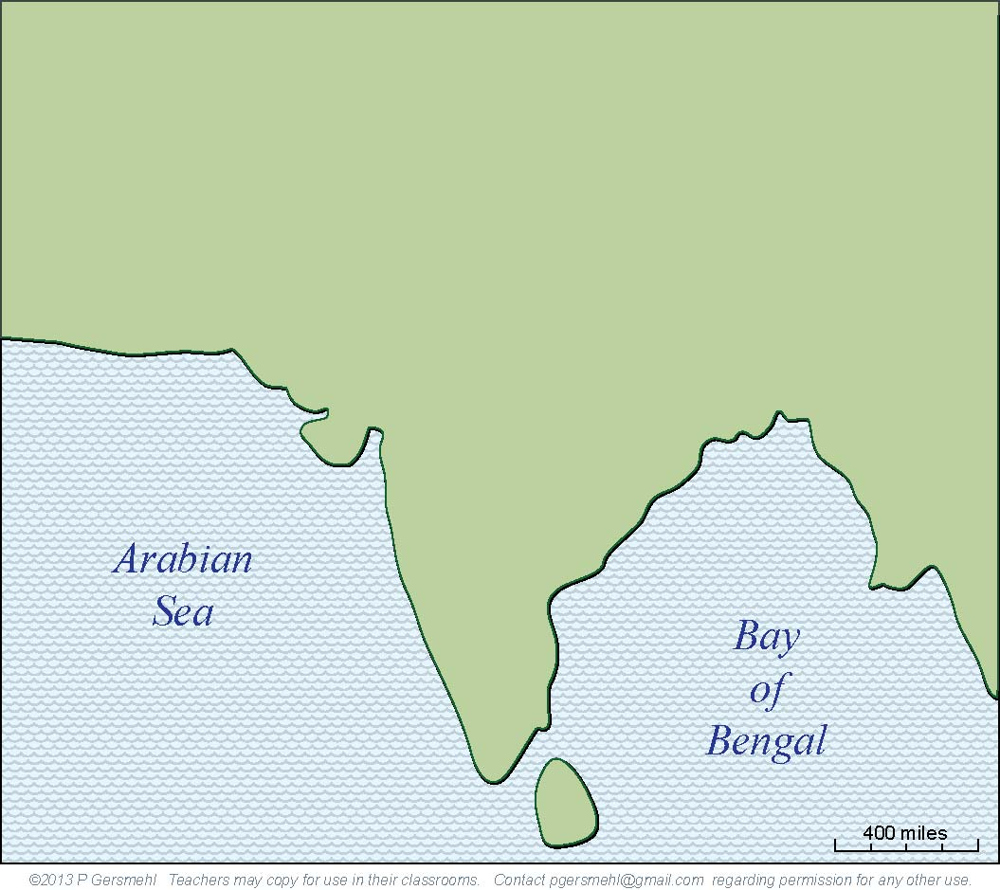 Arabian
Sea
Bay
of
Bengal
400 miles
©2013 P Gersmehl   Teachers may copy for use in their classrooms.   Contact pgersmehl@gmail.com  regarding permission for any other use.